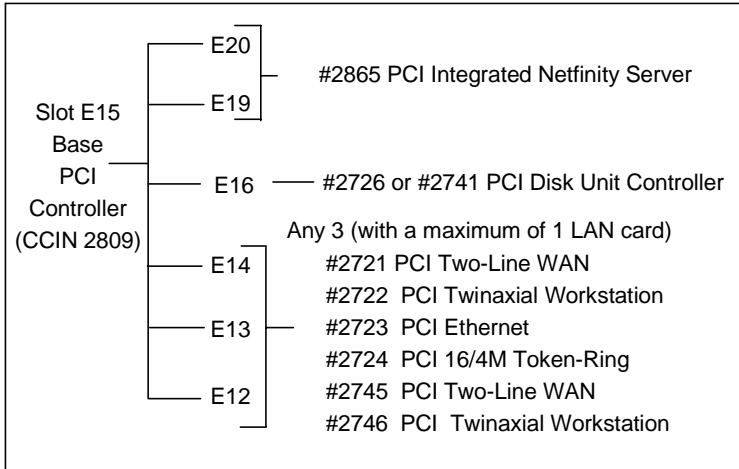 Slot E15
Base
PCI
Controller
(CCIN 2809)
E20
E19
#2865 PCI Integrated Netfinity Server
E16
#2726 or #2741 PCI Disk Unit Controller
E14
E13
E12
Any 3 (with a maximum of 1 LAN card)
#2721 PCI Two-Line WAN
#2722 PCI Twinaxial Workstation
#2723 PCI Ethernet
#2724 PCI 16/4M Token-Ring
#2745 PCI Two-Line WAN
#2746 PCI Twinaxial Workstation